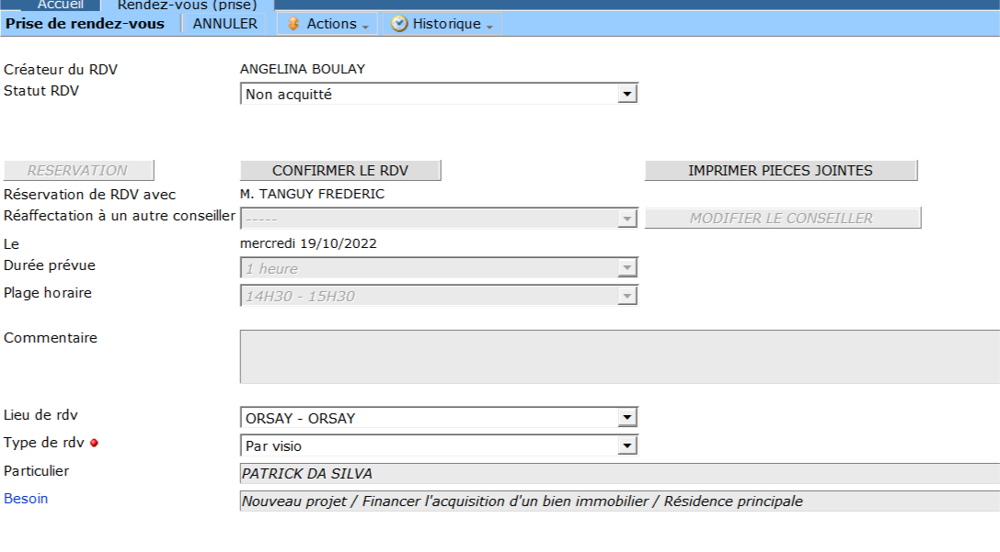 Accueil Rendez-vous (prise)
Prise de rendez-vous ANNULER Actions Historique
Créateur du RDV ANGELINA BOULAY
Statut RDV Non acquitté
RESERVATION CONFIRMER LE RDV IMPRIMER PIECES JOINTES
Réservation de RDV avec M. TANGUY FREDERIC
Réaffectation à un autre conseiller ----- MODIFIER LE CONSEILLER
Le mercredi 19/10/2022
Durée prévue 1 heure
Plage horaire 14H30 - 15H30
Commentaire
Lieu de rdv ORSAY - ORSAY
Type de rdv Par visio
Particulier PATRICK DA SILVA
Besoin Nouveau projet / Financer l'acquisition d'un bien immobilier / Résidence principale